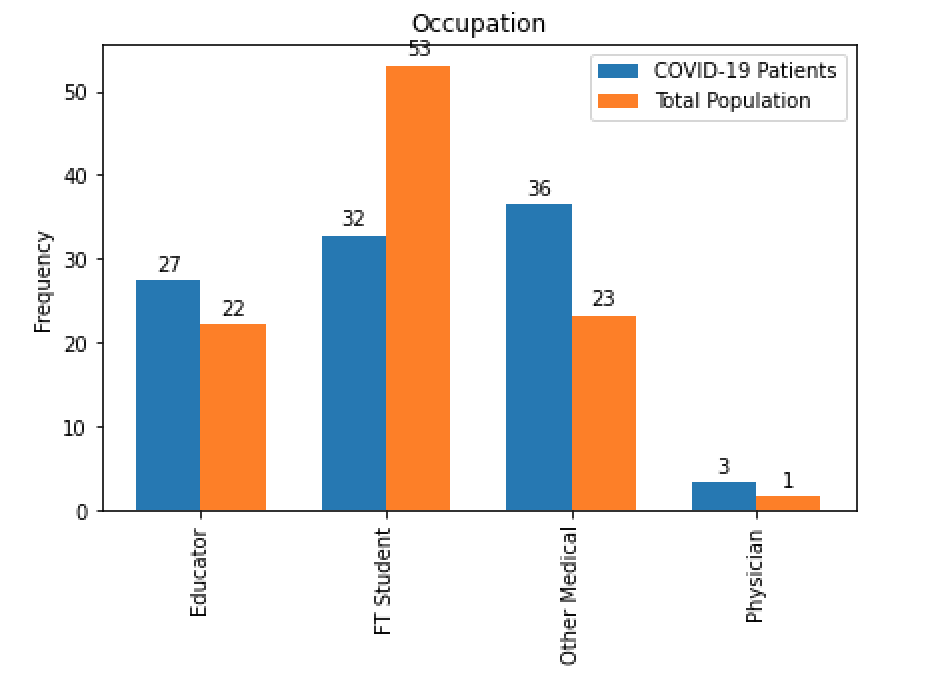 Occupation
COVID-19 Patients
Total Population
Frequency
50
40
30
20
10
0
27
22
32
53
36
23
3
1
Educator
FT Student
Other Medical
Physician